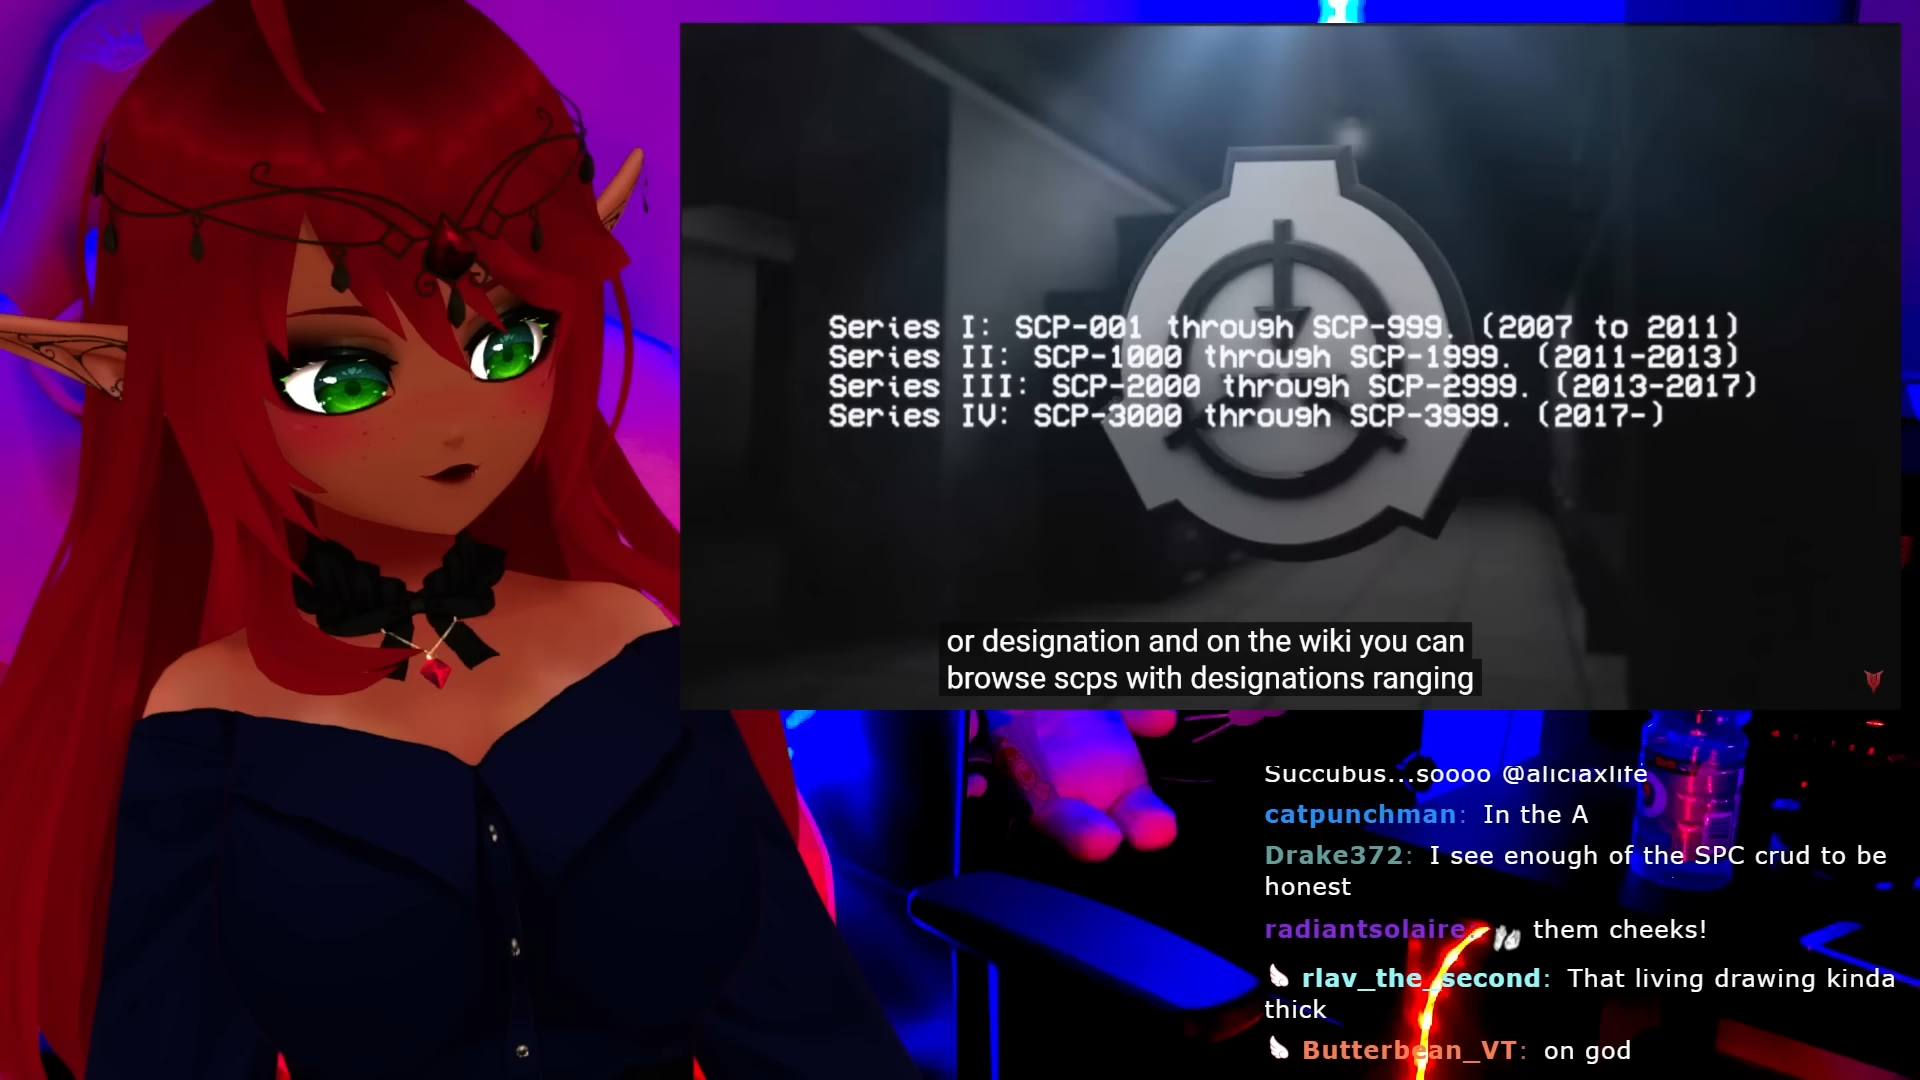 Series I: SCP-001 through SCP-999. (2007 to 2011)
Series II: SCP-1000 through SCP-1999. (2011-2013)
Series III: SCP-2000 through SCP-2999. (2013-2017)
Series IV: SCP-3000 through SCP-3999. (2017-)
or designation and on the wiki you can
browse scps with designations ranging
Succubus...soooo @aliciaxlife
catpunchman: In the A
Drake372: I see enough of the SPC crud to be
honest
radiantsolaire: them cheeks!
rlav_the_second: That living drawing kinda
thick
Butterbean_VT: on god